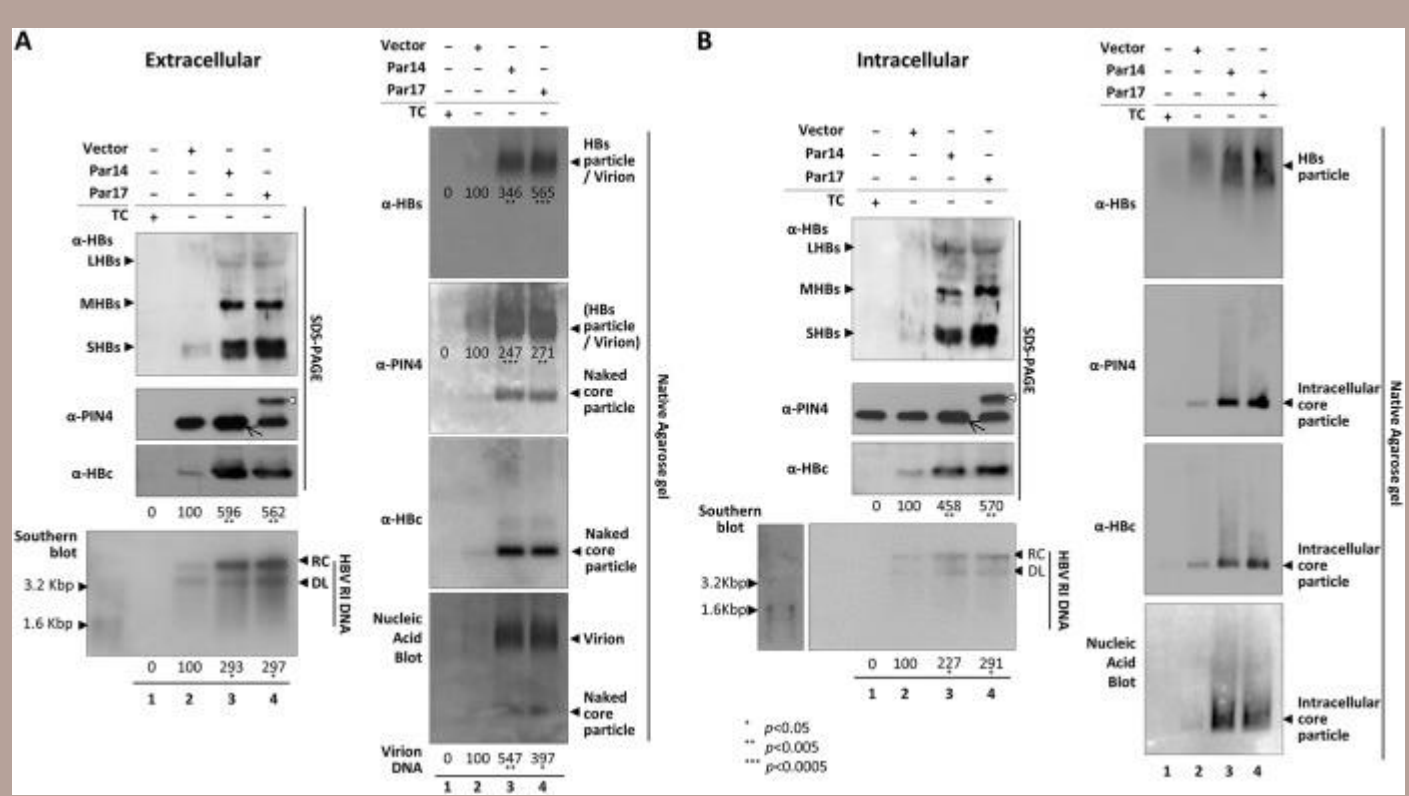 A
Extracellular
Vector - + - -
Par14 - - + -
Par17 - - - +
TC + - - -
α-HBs
LHBs
MHBs
SHBs
α-PIN4
α-HBc
0 100 596 562
** **
SDS-PAGE
Southern
blot
3.2 Kbp
1.6 Kbp
RC
DL
HBV RI DNA
0 100 293 297
* *
1 2 3 4
Vector - + - -
Par14 - - + -
Par17 - - - +
TC + - - -
α-HBs
HBs
particle
/ Virion
0 100 346 565
** ***
α-PIN4
(HBs
particle
/ Virion)
0 100 247 271
*** **
Naked
core
particle
α-HBc
Naked
core
particle
Nucleic
Acid
Blot
Virion
Naked
core
particle
Virion
DNA
0 100 547 397
** *
1 2 3 4
Native Agarose gel
B
Intracellular
Vector - + - -
Par14 - - + -
Par17 - - - +
TC + - - -
α-HBs
LHBs
MHBs
SHBs
α-PIN4
α-HBc
0 100 458 570
** **
SDS-PAGE
Southern
blot
3.2Kbp
1.6Kbp
RC
DL
HBV RI DNA
0 100 227 291
* *
1 2 3 4
* p<0.05
** p<0.005
*** p<0.0005
Vector - + - -
Par14 - - + -
Par17 - - - +
TC + - - -
α-HBs
HBs
particle
α-PIN4
Intracellular
core
particle
α-HBc
Intracellular
core
particle
Nucleic
Acid
Blot
Intracellular
core
particle
1 2 3 4
Native Agarose gel